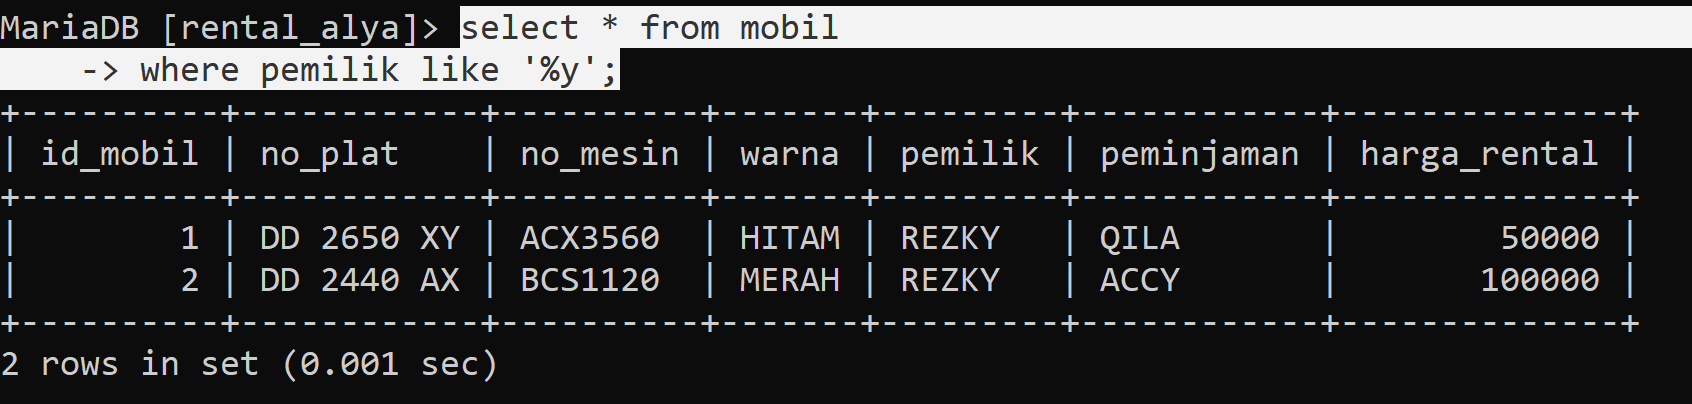 MariaDB [rental_alya]> select * from mobil
    -> where pemilik like '%y';
+----------+------------+----------+-------+---------+------------+--------------+
| id_mobil | no_plat    | no_mesin | warna | pemilik | peminjaman | harga_rental |
+----------+------------+----------+-------+---------+------------+--------------+
|        1 | DD 2650 XY | ACX3560  | HITAM | REZKY   | QILA       |        50000 |
|        2 | DD 2440 AX | BCS1120  | MERAH | REZKY   | ACCY       |       100000 |
+----------+------------+----------+-------+---------+------------+--------------+
2 rows in set (0.001 sec)